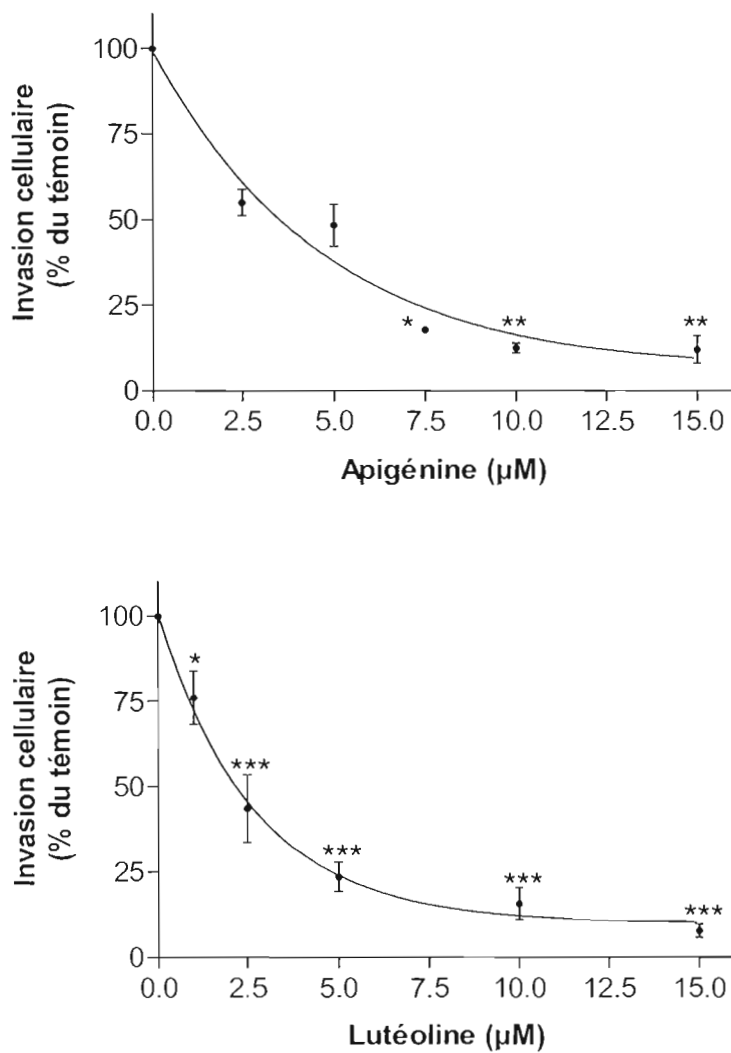 Invasion cellulaire
(% du témoin)
100
75
50
25
0
*
**
**
0.0 2.5 5.0 7.5 10.0 12.5 15.0
Apigénine (µM)
Invasion cellulaire
(% du témoin)
100
75
50
25
0
*
***
***
***
***
0.0 2.5 5.0 7.5 10.0 12.5 15.0
Lutéoline (µM)